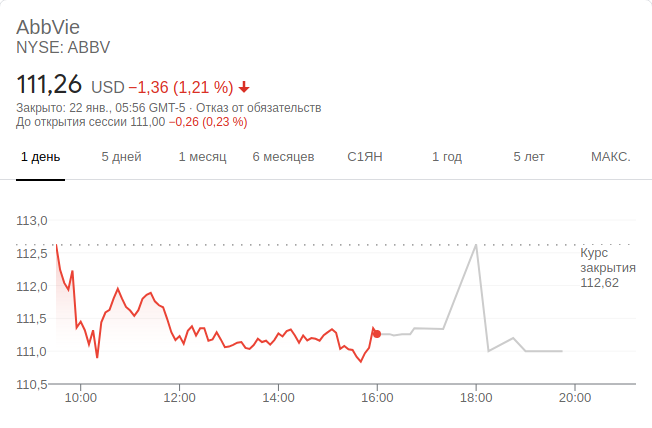 AbbVie
NYSE: ABBV
111,26 USD −1,36 (1,21 %)
Закрыто: 22 янв., 05:56 GMT-5 · Отказ от обязательств
До открытия сессии 111,00 −0,26 (0,23 %)
1 день 5 дней 1 месяц 6 месяцев С1ЯН 1 год 5 лет МАКС.
113,0
112,5
112,0
111,5
111,0
110,5
Курс
закрытия
112,62
10:00 12:00 14:00 16:00 18:00 20:00